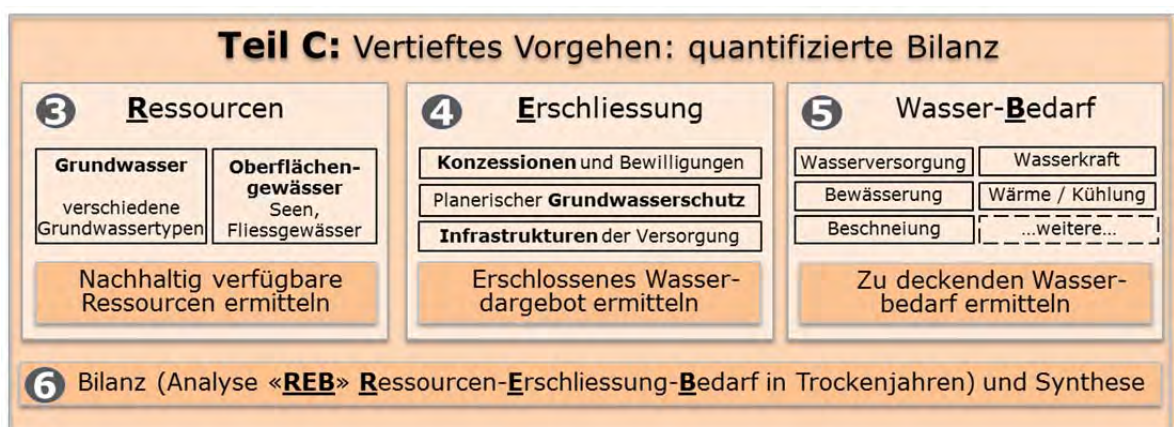 Teil C: Vertieftes Vorgehen: quantifizierte Bilanz
3 Ressourcen
Grundwasser
verschiedene
Grundwassertypen
Oberflächen-
gewässer
Seen,
Fliessgewässer
Nachhaltig verfügbare
Ressourcen ermitteln
4 Erschliessung
Konzessionen und Bewilligungen
Planerischer Grundwasserschutz
Infrastrukturen der Versorgung
Erschlossenes Wasser-
dargebot ermitteln
5 Wasser-Bedarf
Wasserversorgung
Wasserkraft
Bewässerung
Wärme / Kühlung
Beschneiung
...weitere...
Zu deckenden Wasser-
bedarf ermitteln
6 Bilanz (Analyse «REB» Ressourcen-Erschliessung-Bedarf in Trockenjahren) und Synthese